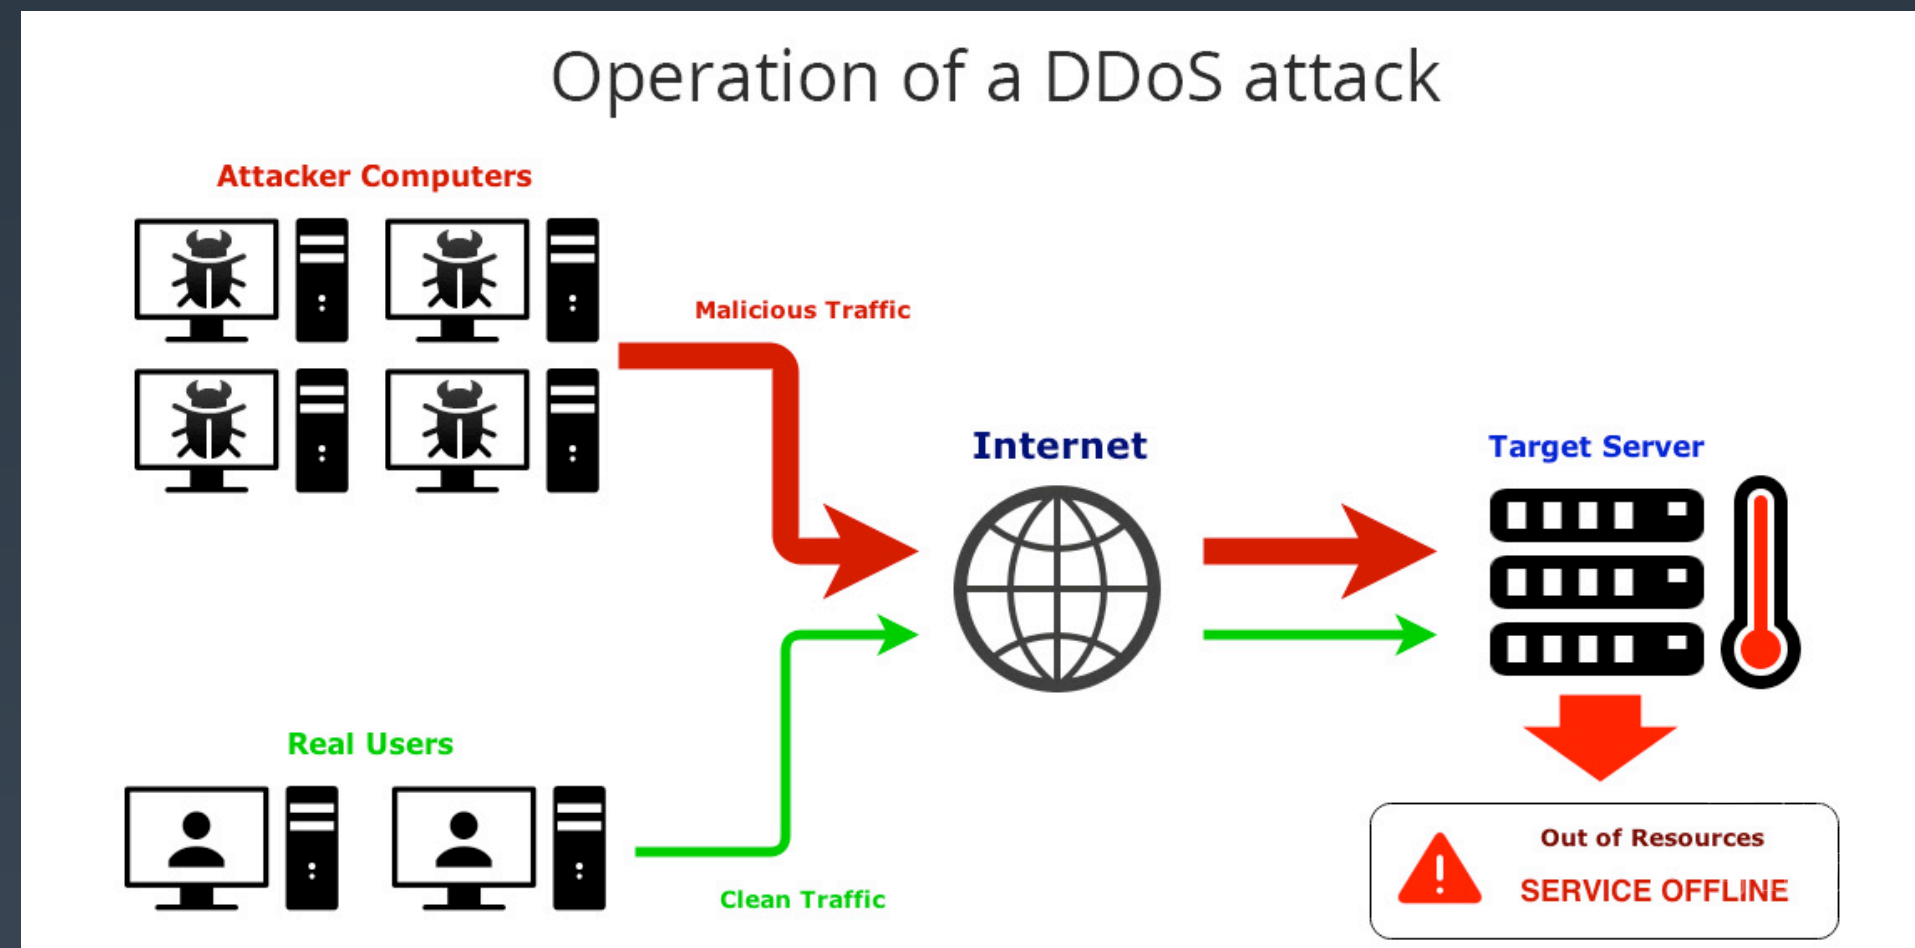 Operation of a DDoS attack
Attacker Computers
Malicious Traffic
Internet
Target Server
Real Users
Clean Traffic
Out of Resources
SERVICE OFFLINE